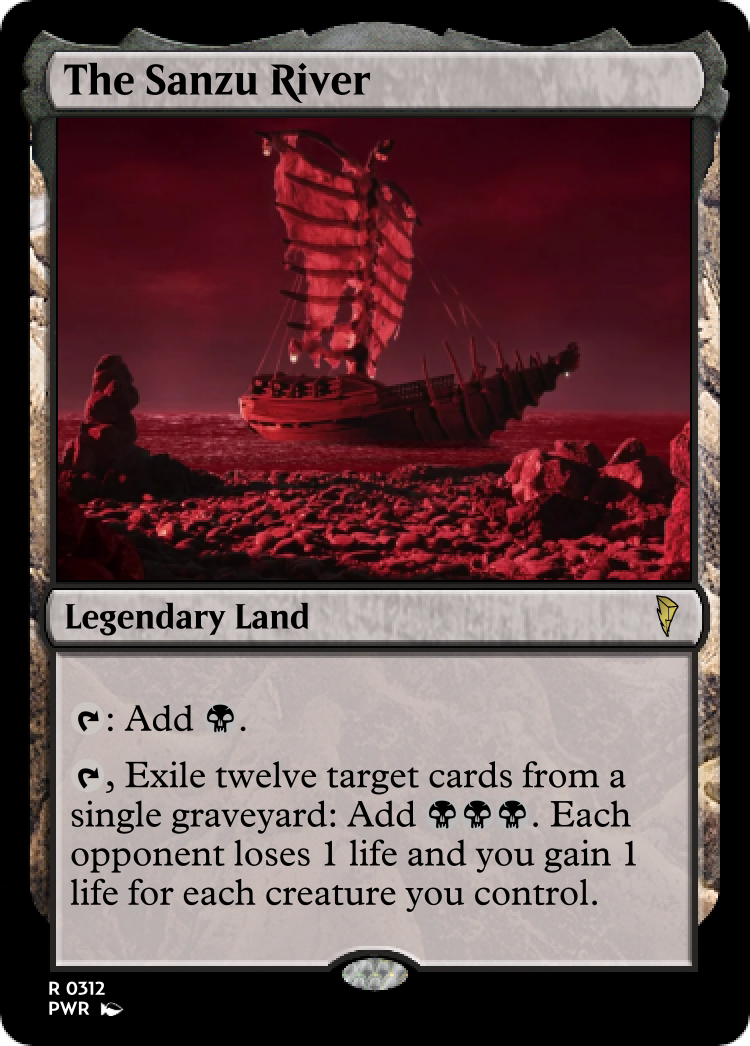 The Sanzu River
Legendary Land
: Add .
, Exile twelve target cards from a
single graveyard: Add . Each
opponent loses 1 life and you gain 1
life for each creature you control.
R 0312
PWR